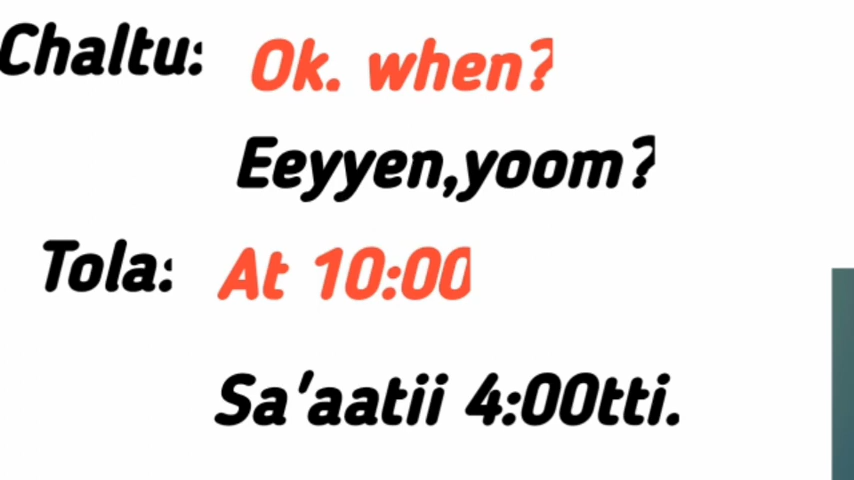 Chaltu: Ok. when?
Eeyyen,yoom?
Tola: At 10:00
Sa'aatii 4:00tti.